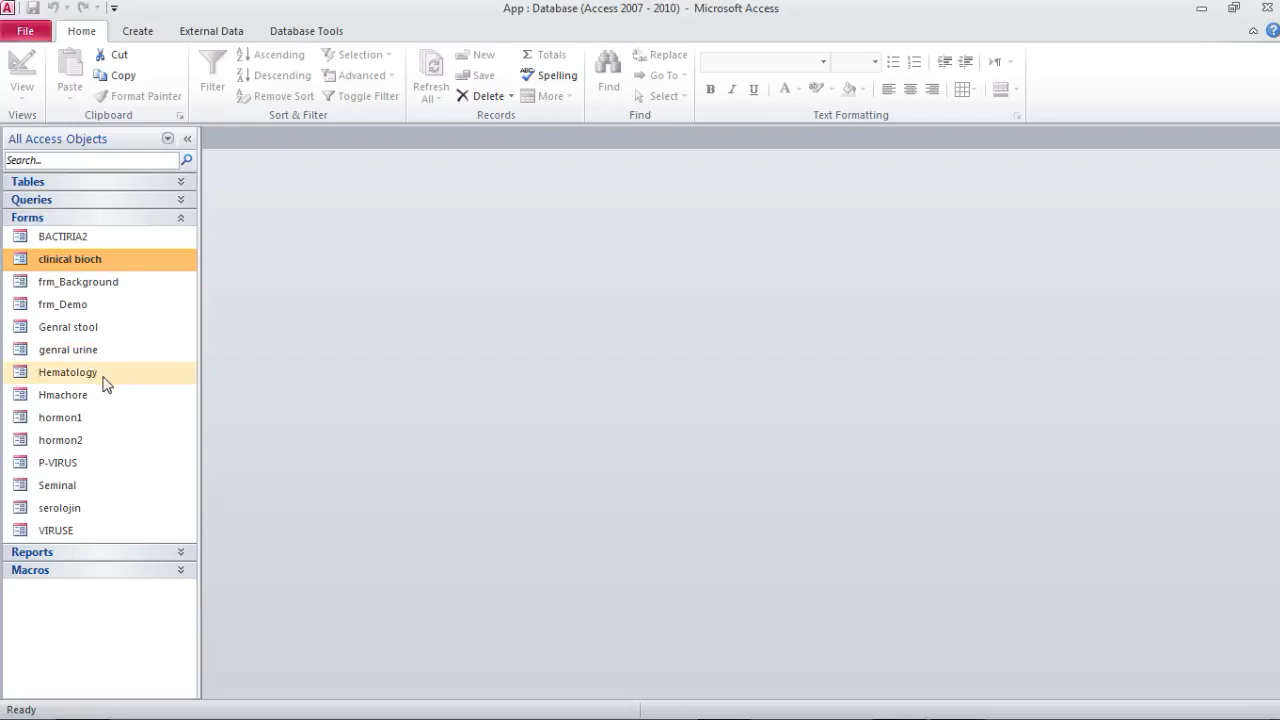 App : Database (Access 2007 - 2010) - Microsoft Access
File Home Create External Data Database Tools
View
Views
Paste
Cut
Copy
Format Painter
Clipboard
Filter
Ascending
Descending
Remove Sort
Selection
Advanced
Toggle Filter
Sort & Filter
Refresh
All
New
Save
Delete
Totals
Spelling
More
Records
Find
Replace
Go To
Select
Find
B I U A ab
Text Formatting
All Access Objects
Search...
Tables
Queries
Forms
BACTIRIA2
clinical bioch
frm_Background
frm_Demo
Genral stool
genral urine
Hematology
Hmachore
hormon1
hormon2
P-VIRUS
Seminal
serolojin
VIRUSE
Reports
Macros
Ready